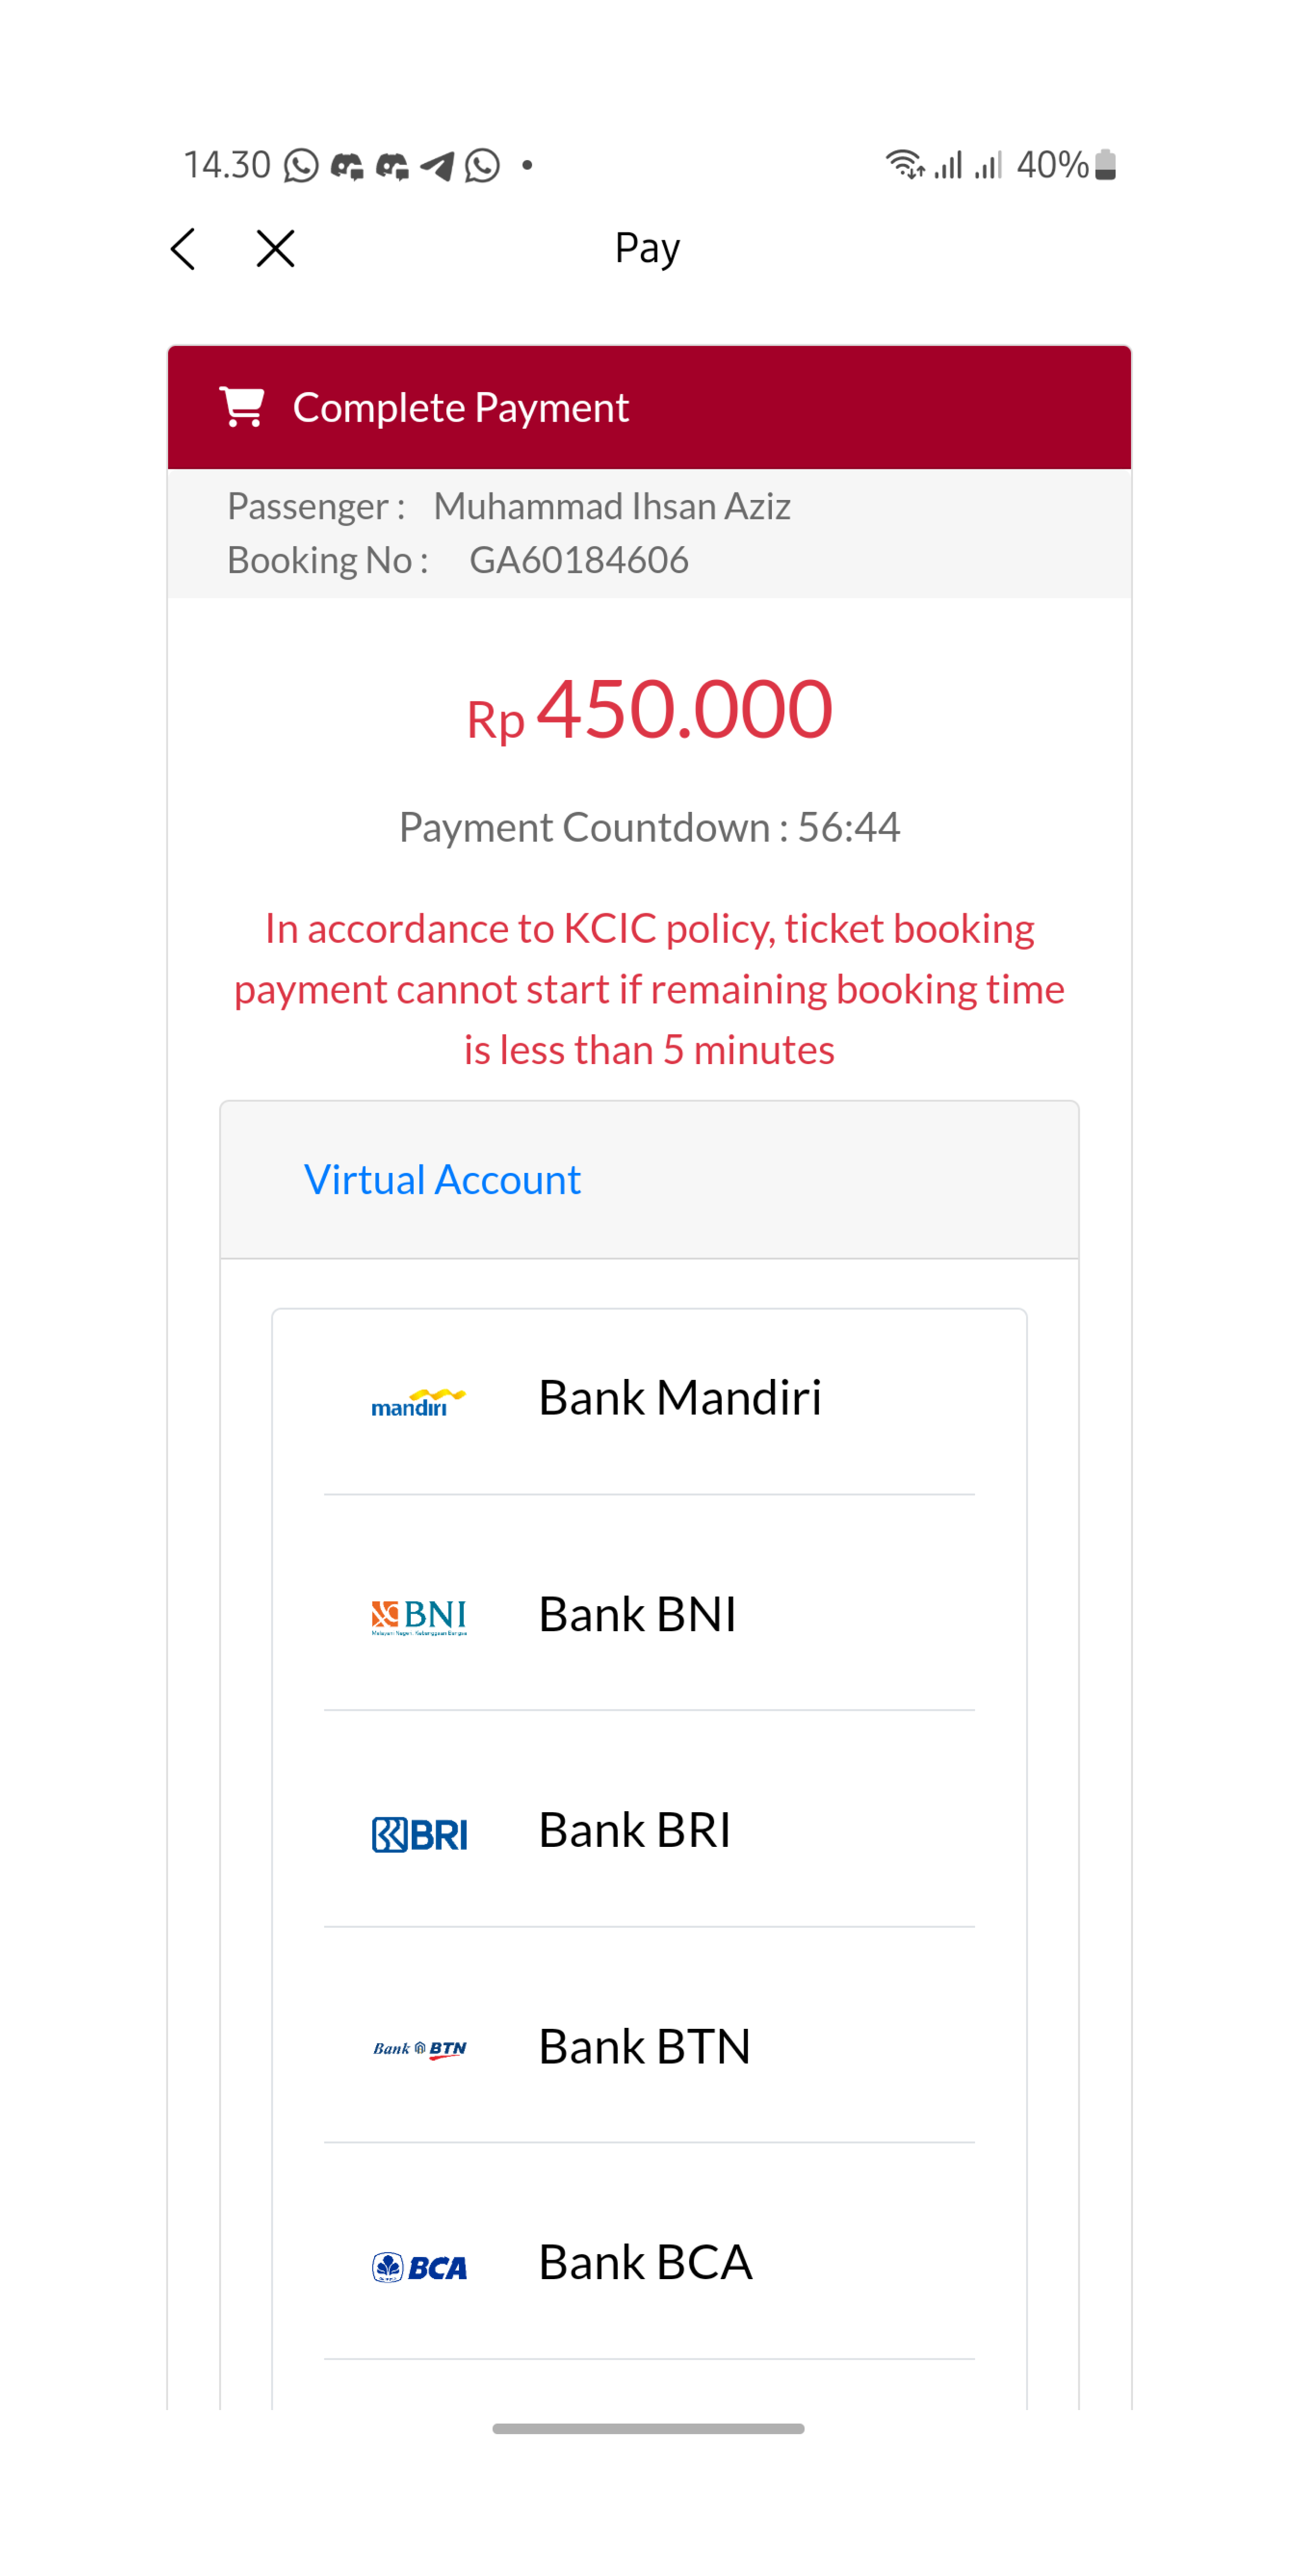 14.30
40%
Pay
Complete Payment
Passenger : Muhammad Ihsan Aziz
Booking No : GA60184606
Rp 450.000
Payment Countdown : 56:44
In accordance to KCIC policy, ticket booking
payment cannot start if remaining booking time
is less than 5 minutes
Virtual Account
mandiri Bank Mandiri
BNI Bank BNI
BRI Bank BRI
Bank BTN Bank BTN
BCA Bank BCA